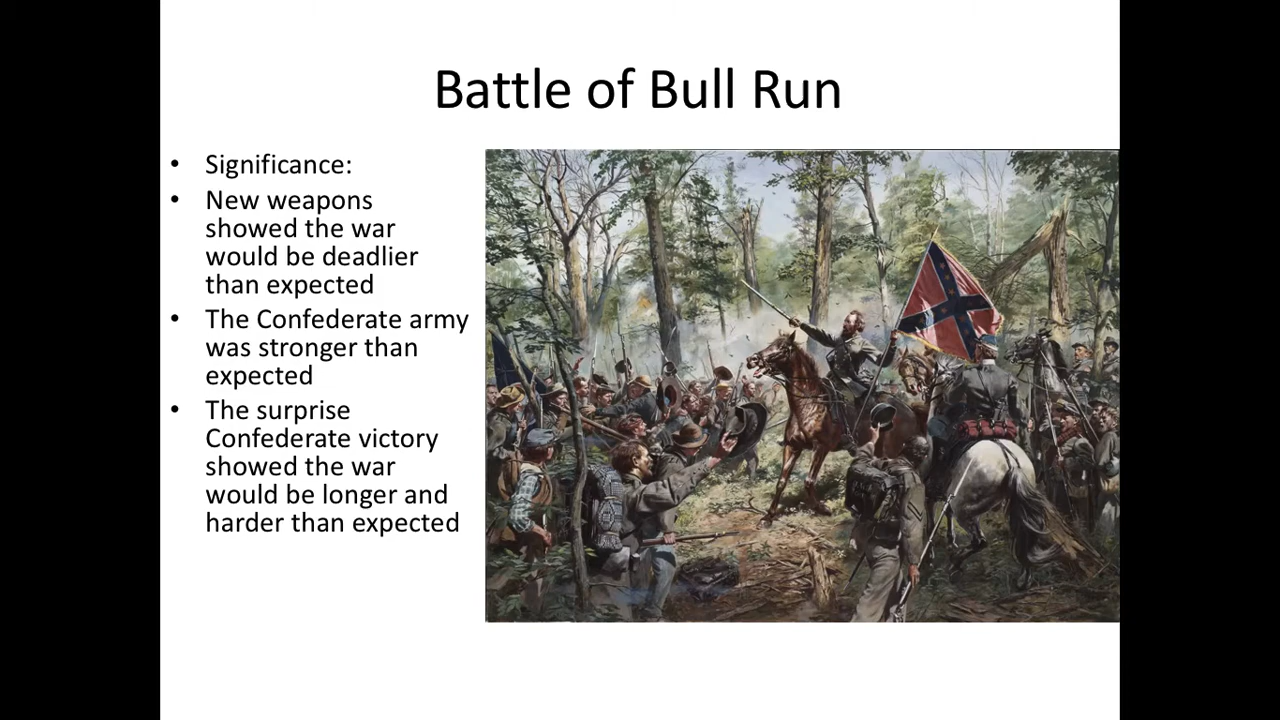 Battle of Bull Run
• Significance:
• New weapons
showed the war
would be deadlier
than expected
• The Confederate army
was stronger than
expected
• The surprise
Confederate victory
showed the war
would be longer and
harder than expected